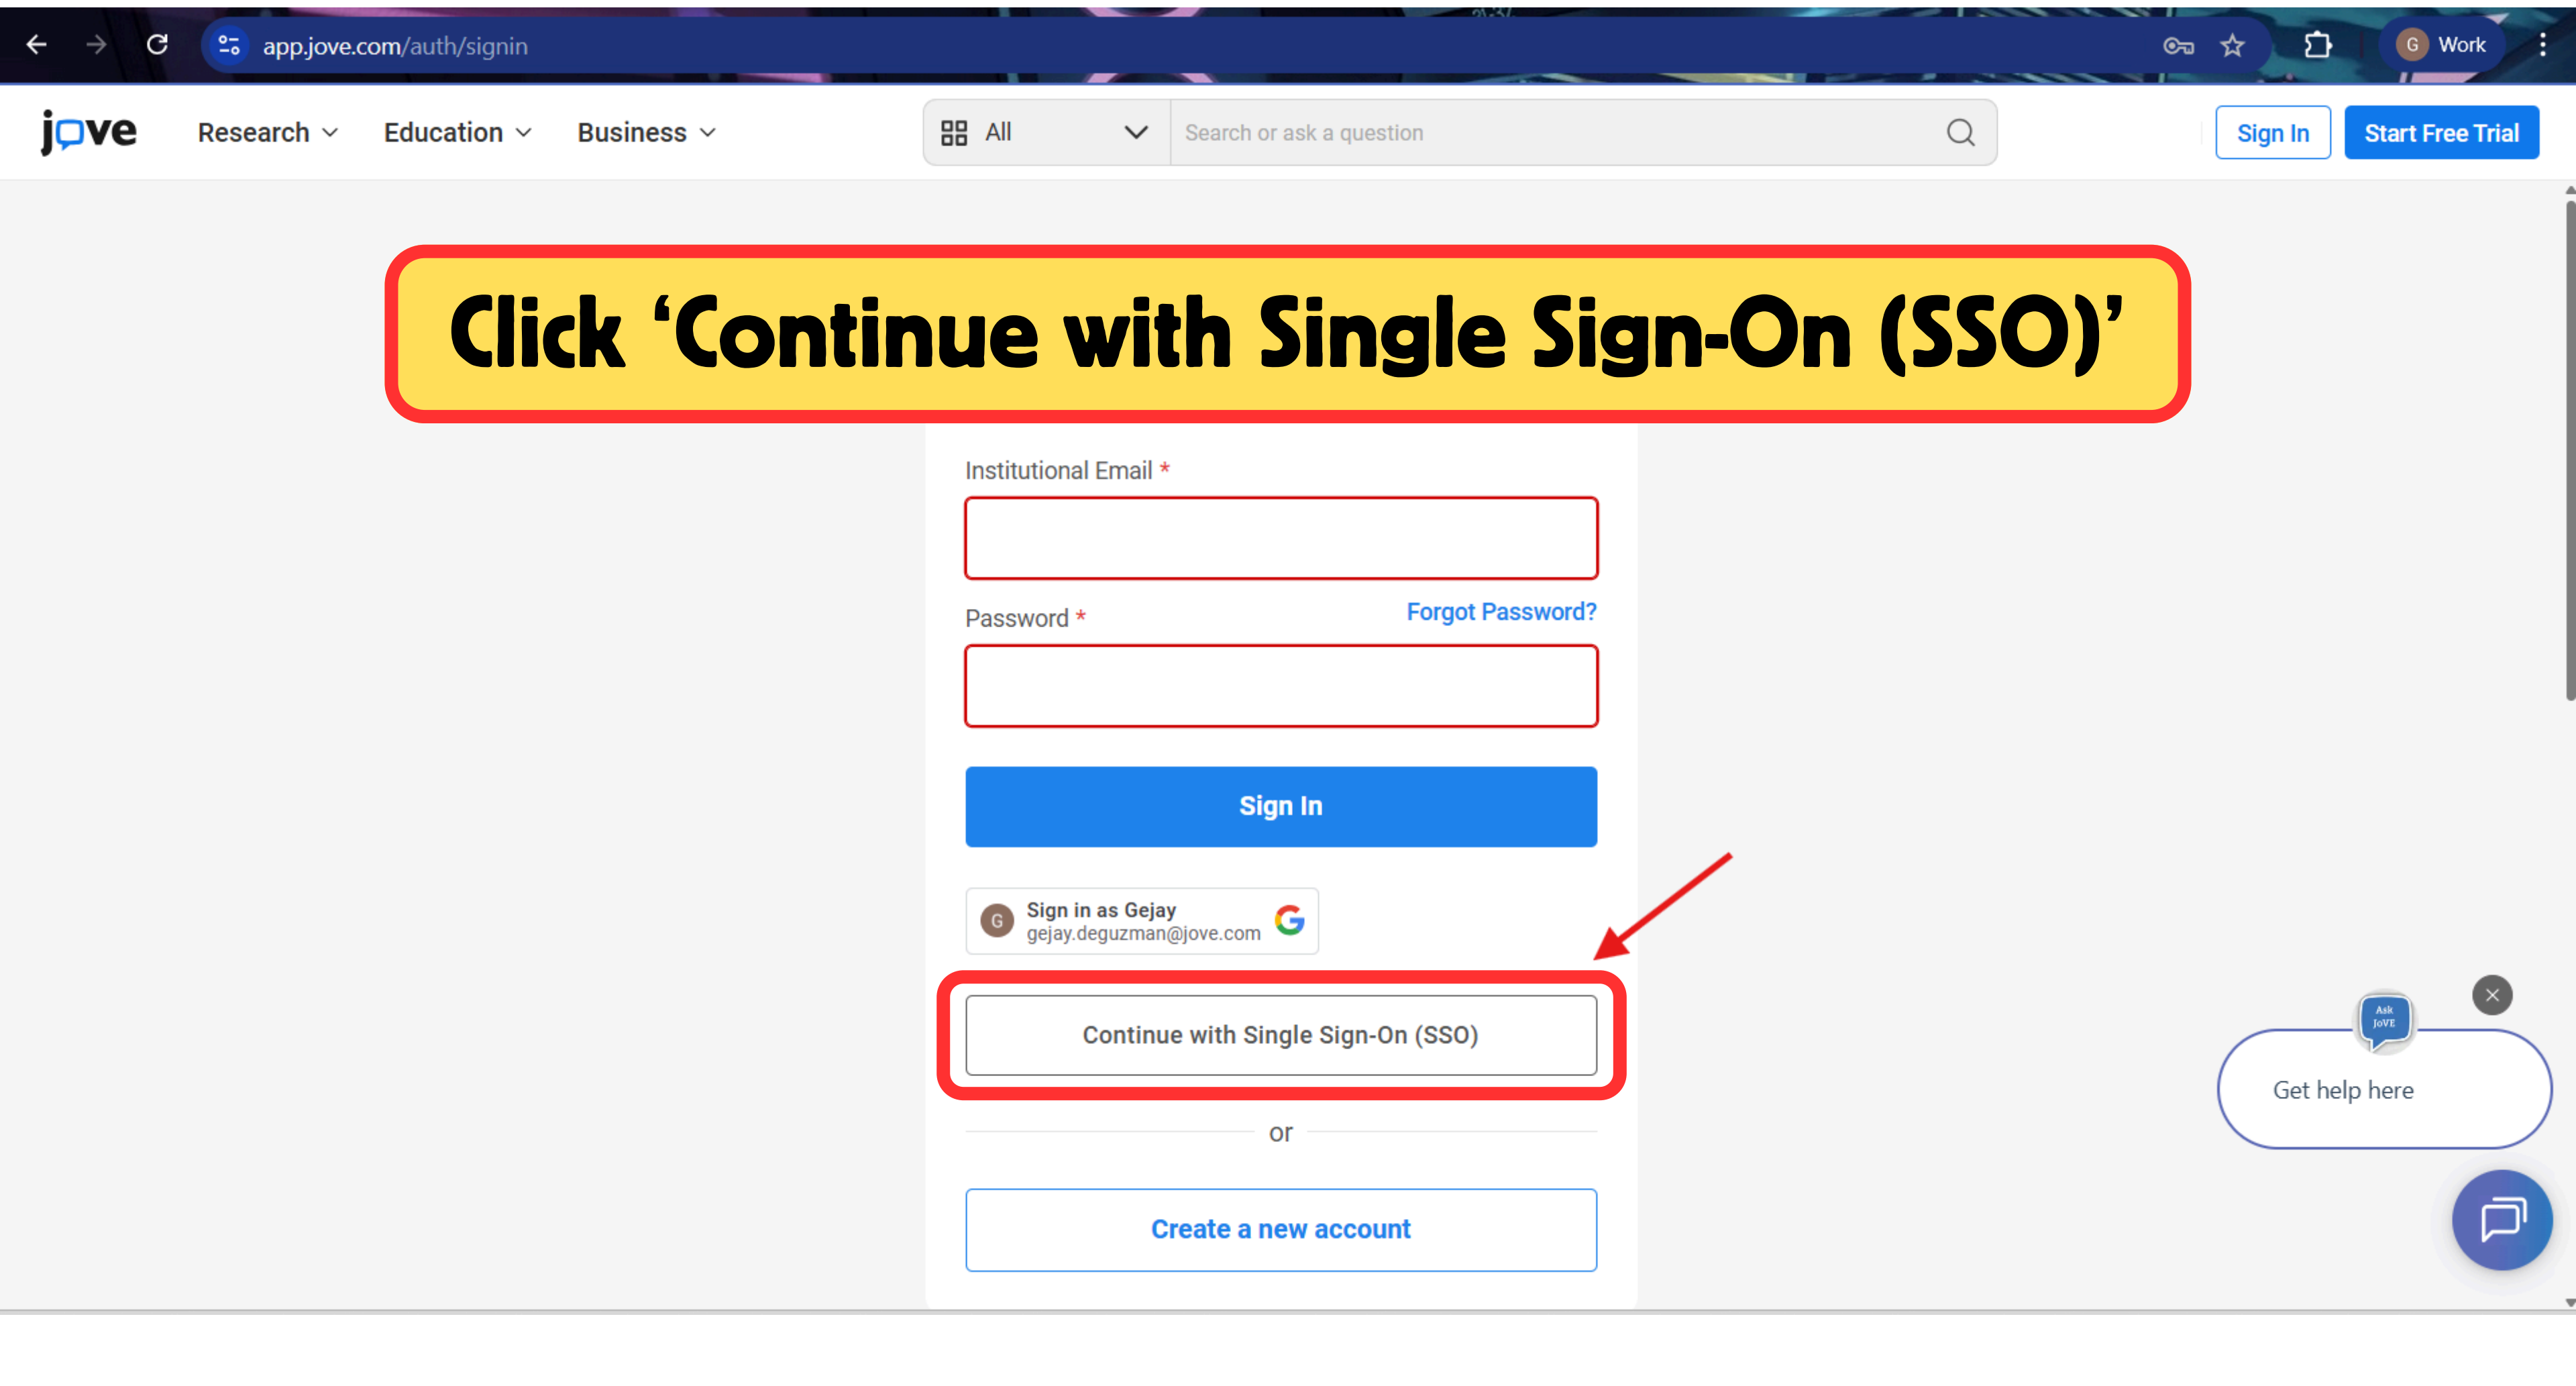 app.jove.com/auth/signin
G Work
jove
Research
Education
Business
All
Search or ask a question
Sign In
Start Free Trial
Click ‘Continue with Single Sign-On (SSO)’
Institutional Email *
Password *
Forgot Password?
Sign In
G
Sign in as Gejay
gejay.deguzman@jove.com
Continue with Single Sign-On (SSO)
or
Create a new account
Ask
JoVE
Get help here